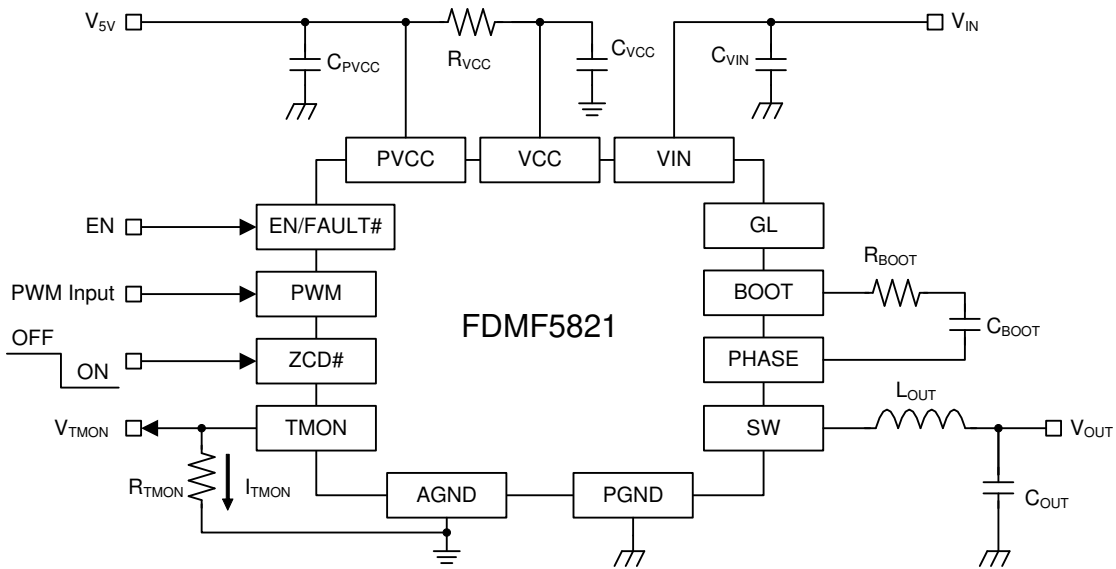 V5V
RVCC
CPVCC
CVCC
CVIN
VIN
PVCC
VCC
VIN
EN
EN/FAULT#
GL
PWM Input
PWM
BOOT
RBOOT
CBOOT
FDMF5821
OFF
ON
ZCD#
PHASE
VTMON
TMON
SW
LOUT
VOUT
RTMON
ITMON
AGND
PGND
COUT